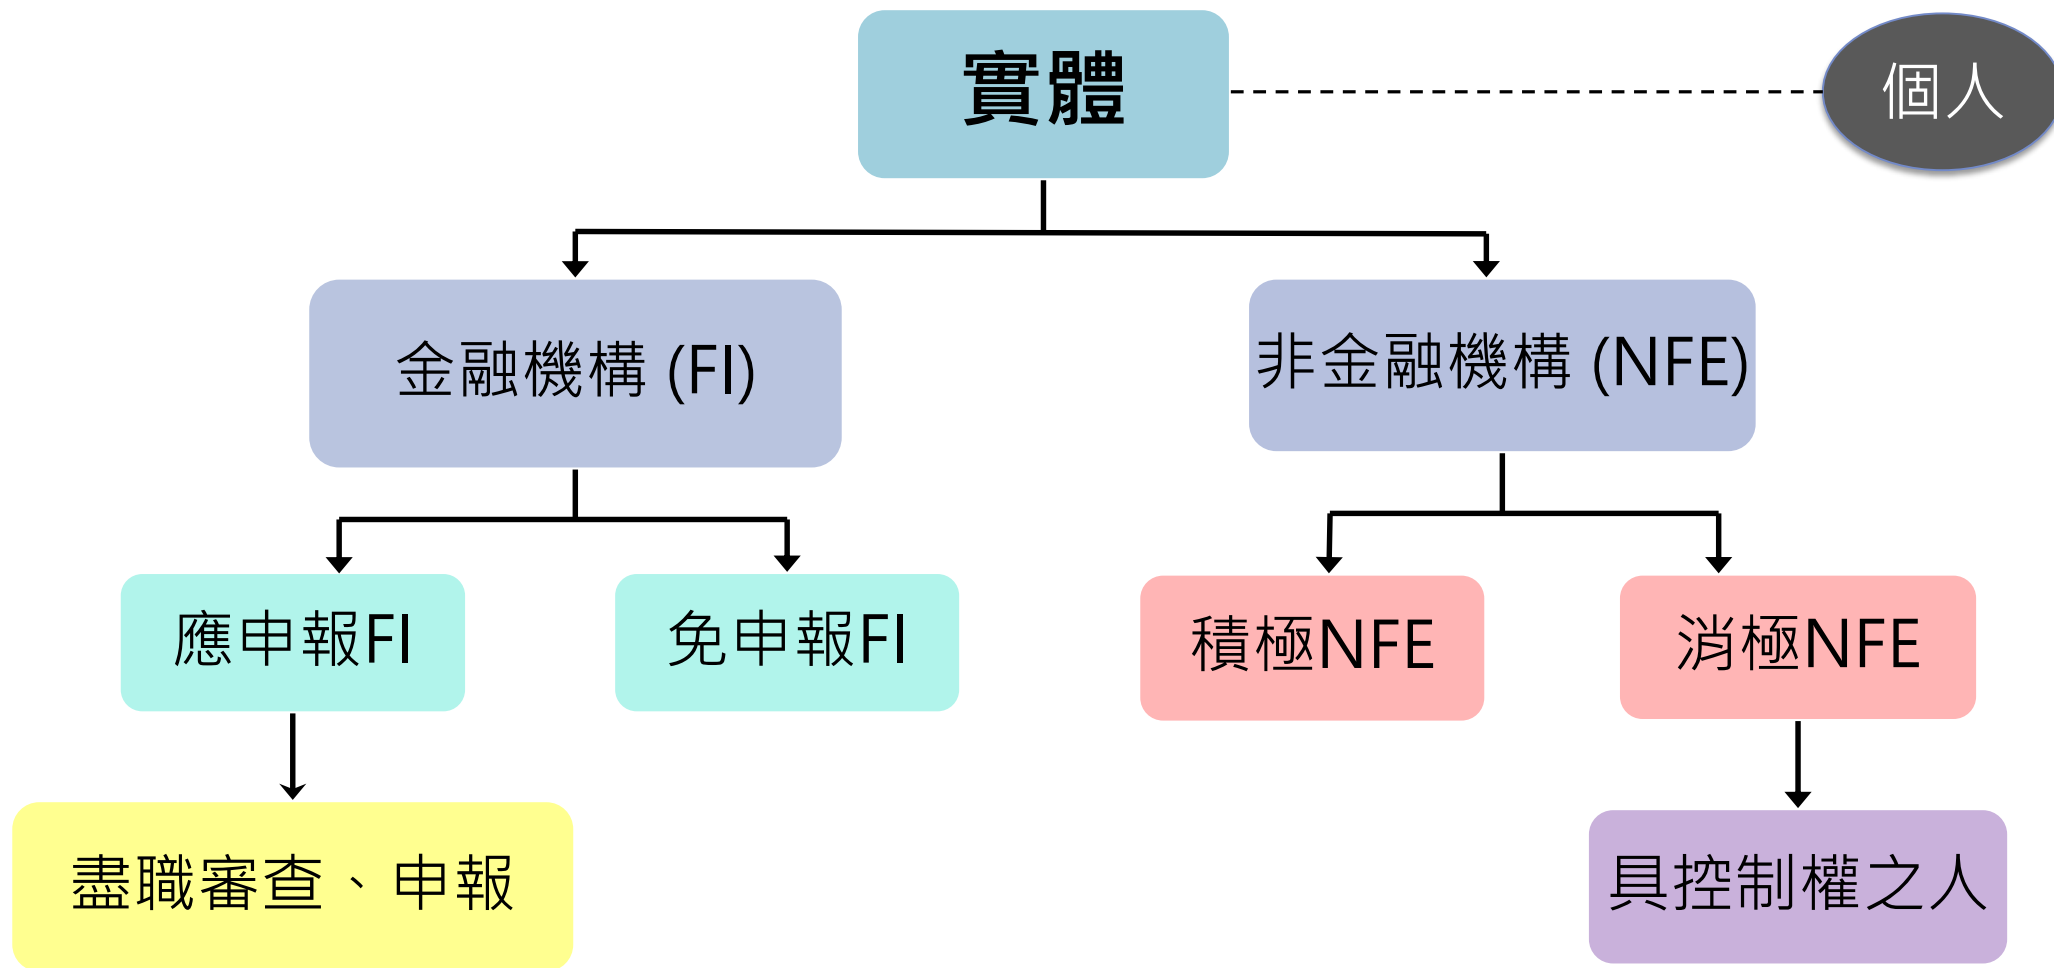 實體
個人
金融機構 (FI)
非金融機構 (NFE)
應申報FI
免申報FI
積極NFE
消極NFE
盡職審查、申報
具控制權之人